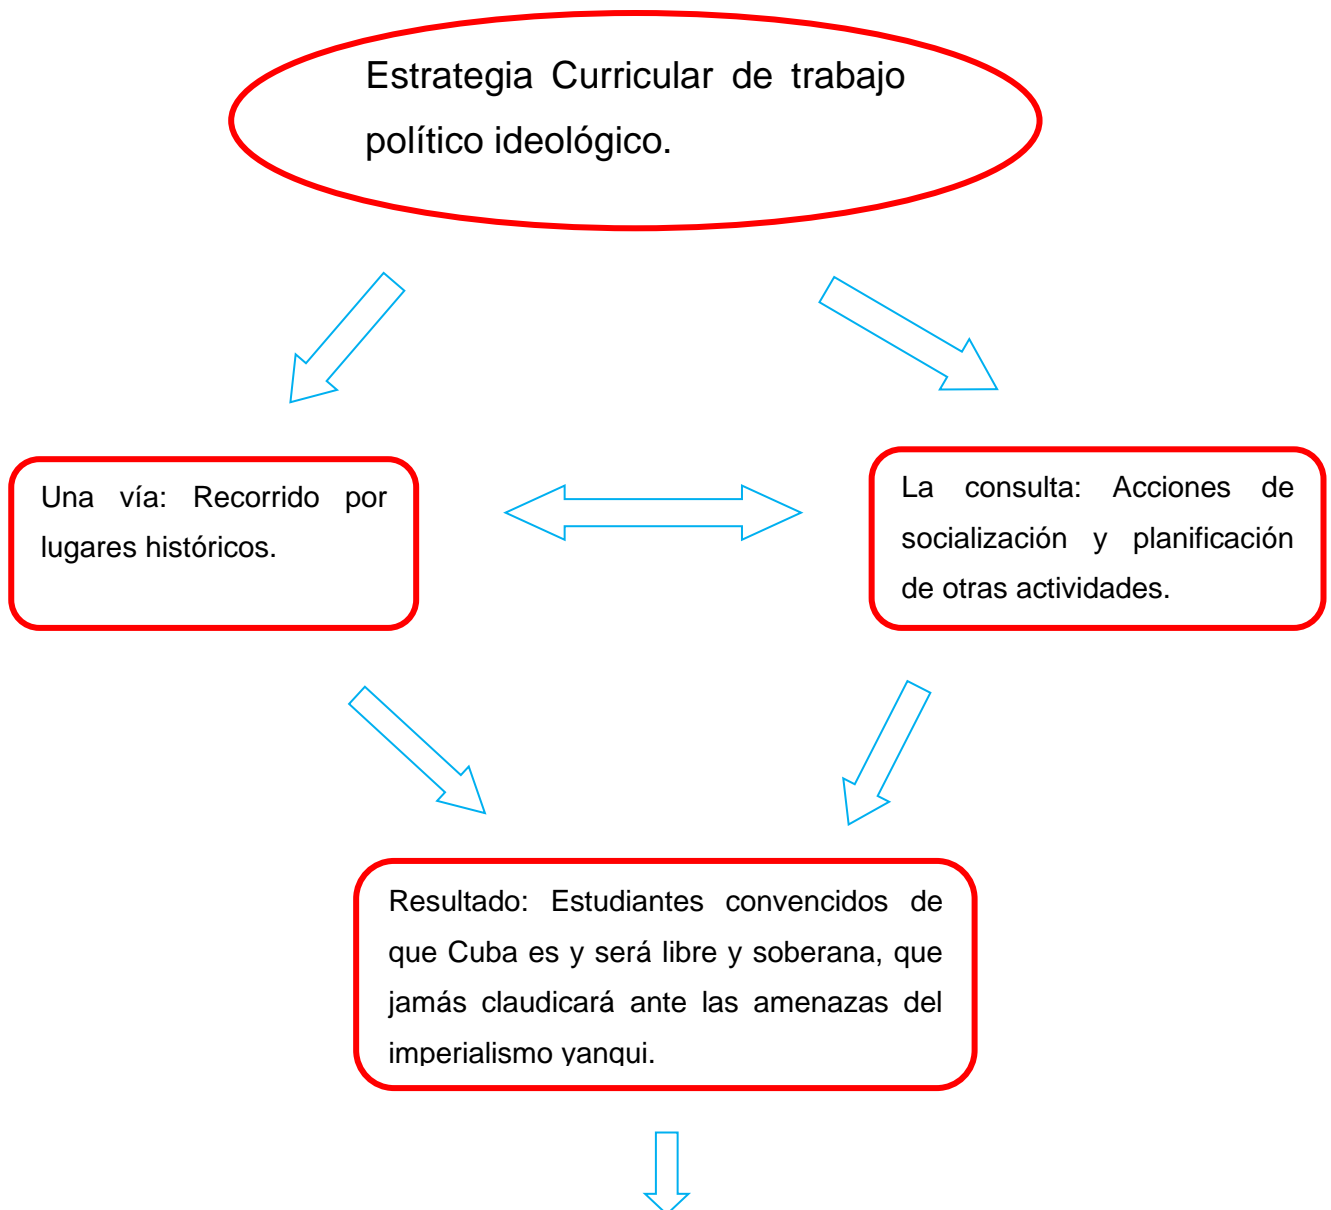 Estrategia Curricular de trabajo
político ideológico.
Una vía: Recorrido por
lugares históricos.
La consulta: Acciones de
socialización y planificación
de otras actividades.
Resultado: Estudiantes convencidos de
que Cuba es y será libre y soberana, que
jamás claudicará ante las amenazas del
imperialismo yanqui.